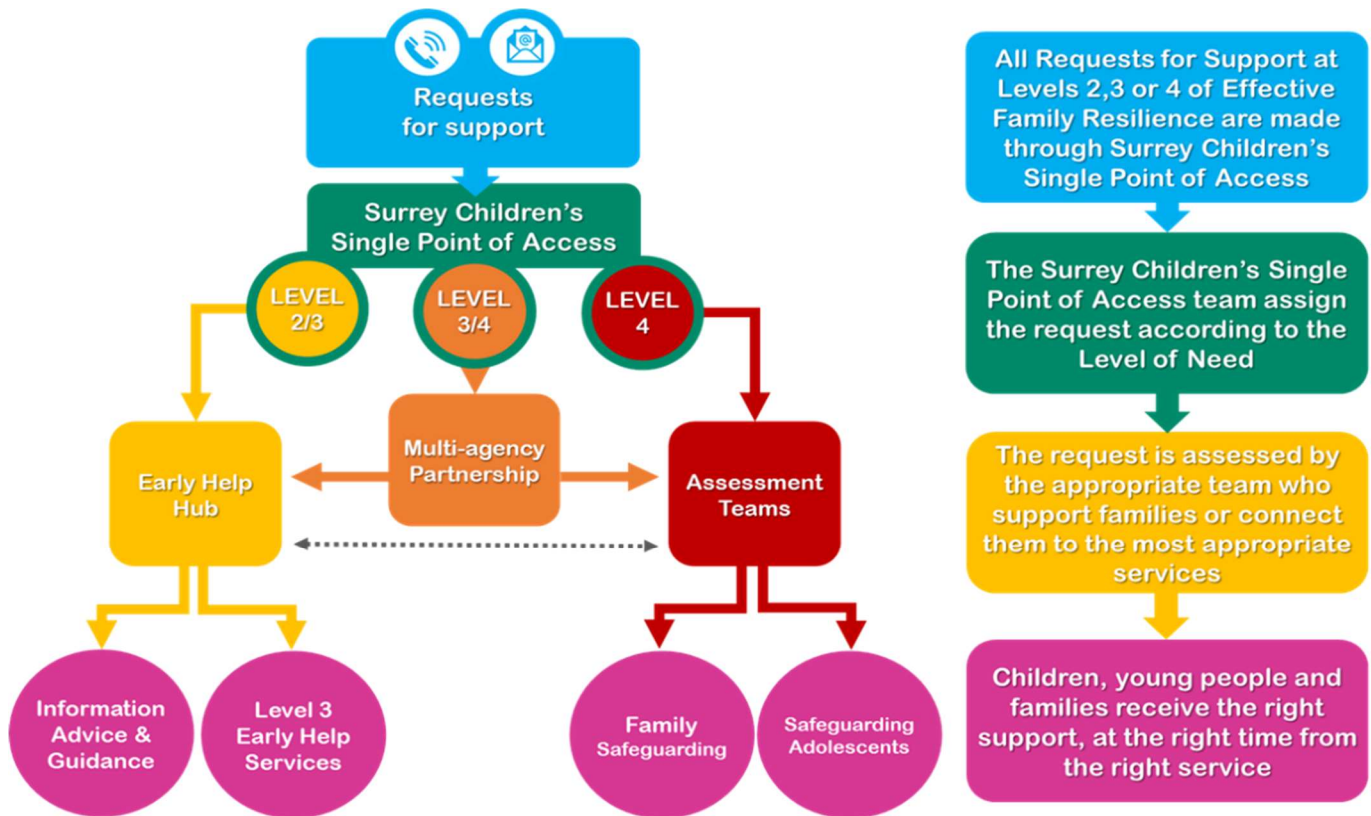 Requests
for support
Surrey Children's
Single Point of Access
LEVEL
2/3
LEVEL
3/4
LEVEL
4
Early Help
Hub
Multi-agency
Partnership
Assessment
Teams
Information
Advice &
Guidance
Level 3
Early Help
Services
Family
Safeguarding
Safeguarding
Adolescents
All Requests for Support at
Levels 2,3 or 4 of Effective
Family Resilience are made
through Surrey Children's
Single Point of Access
The Surrey Children's Single
Point of Access team assign
the request according to the
Level of Need
The request is assessed by
the appropriate team who
support families or connect
them to the most appropriate
services
Children, young people and
families receive the right
support, at the right time from
the right service